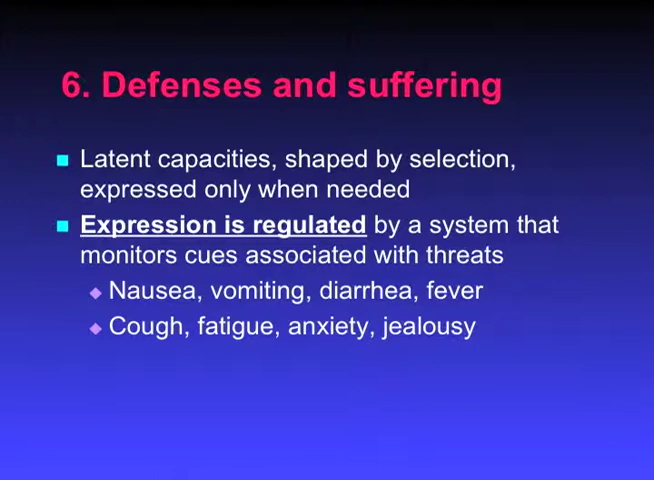 6. Defenses and suffering
Latent capacities, shaped by selection,
expressed only when needed
Expression is regulated by a system that
monitors cues associated with threats
Nausea, vomiting, diarrhea, fever
Cough, fatigue, anxiety, jealousy